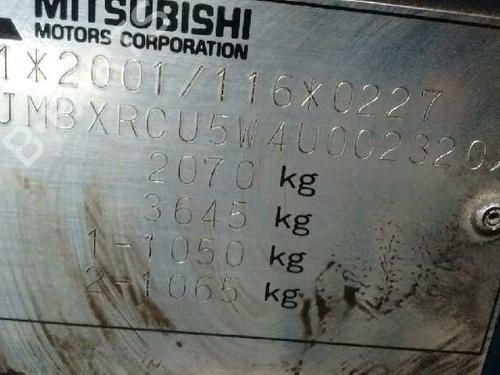 MITSUBISHI
MOTORS CORPORATION
1*2001/116*0227
JMBXRCU5W4U002320
2070 kg
3645 kg
1-1050 kg
2-1065 kg